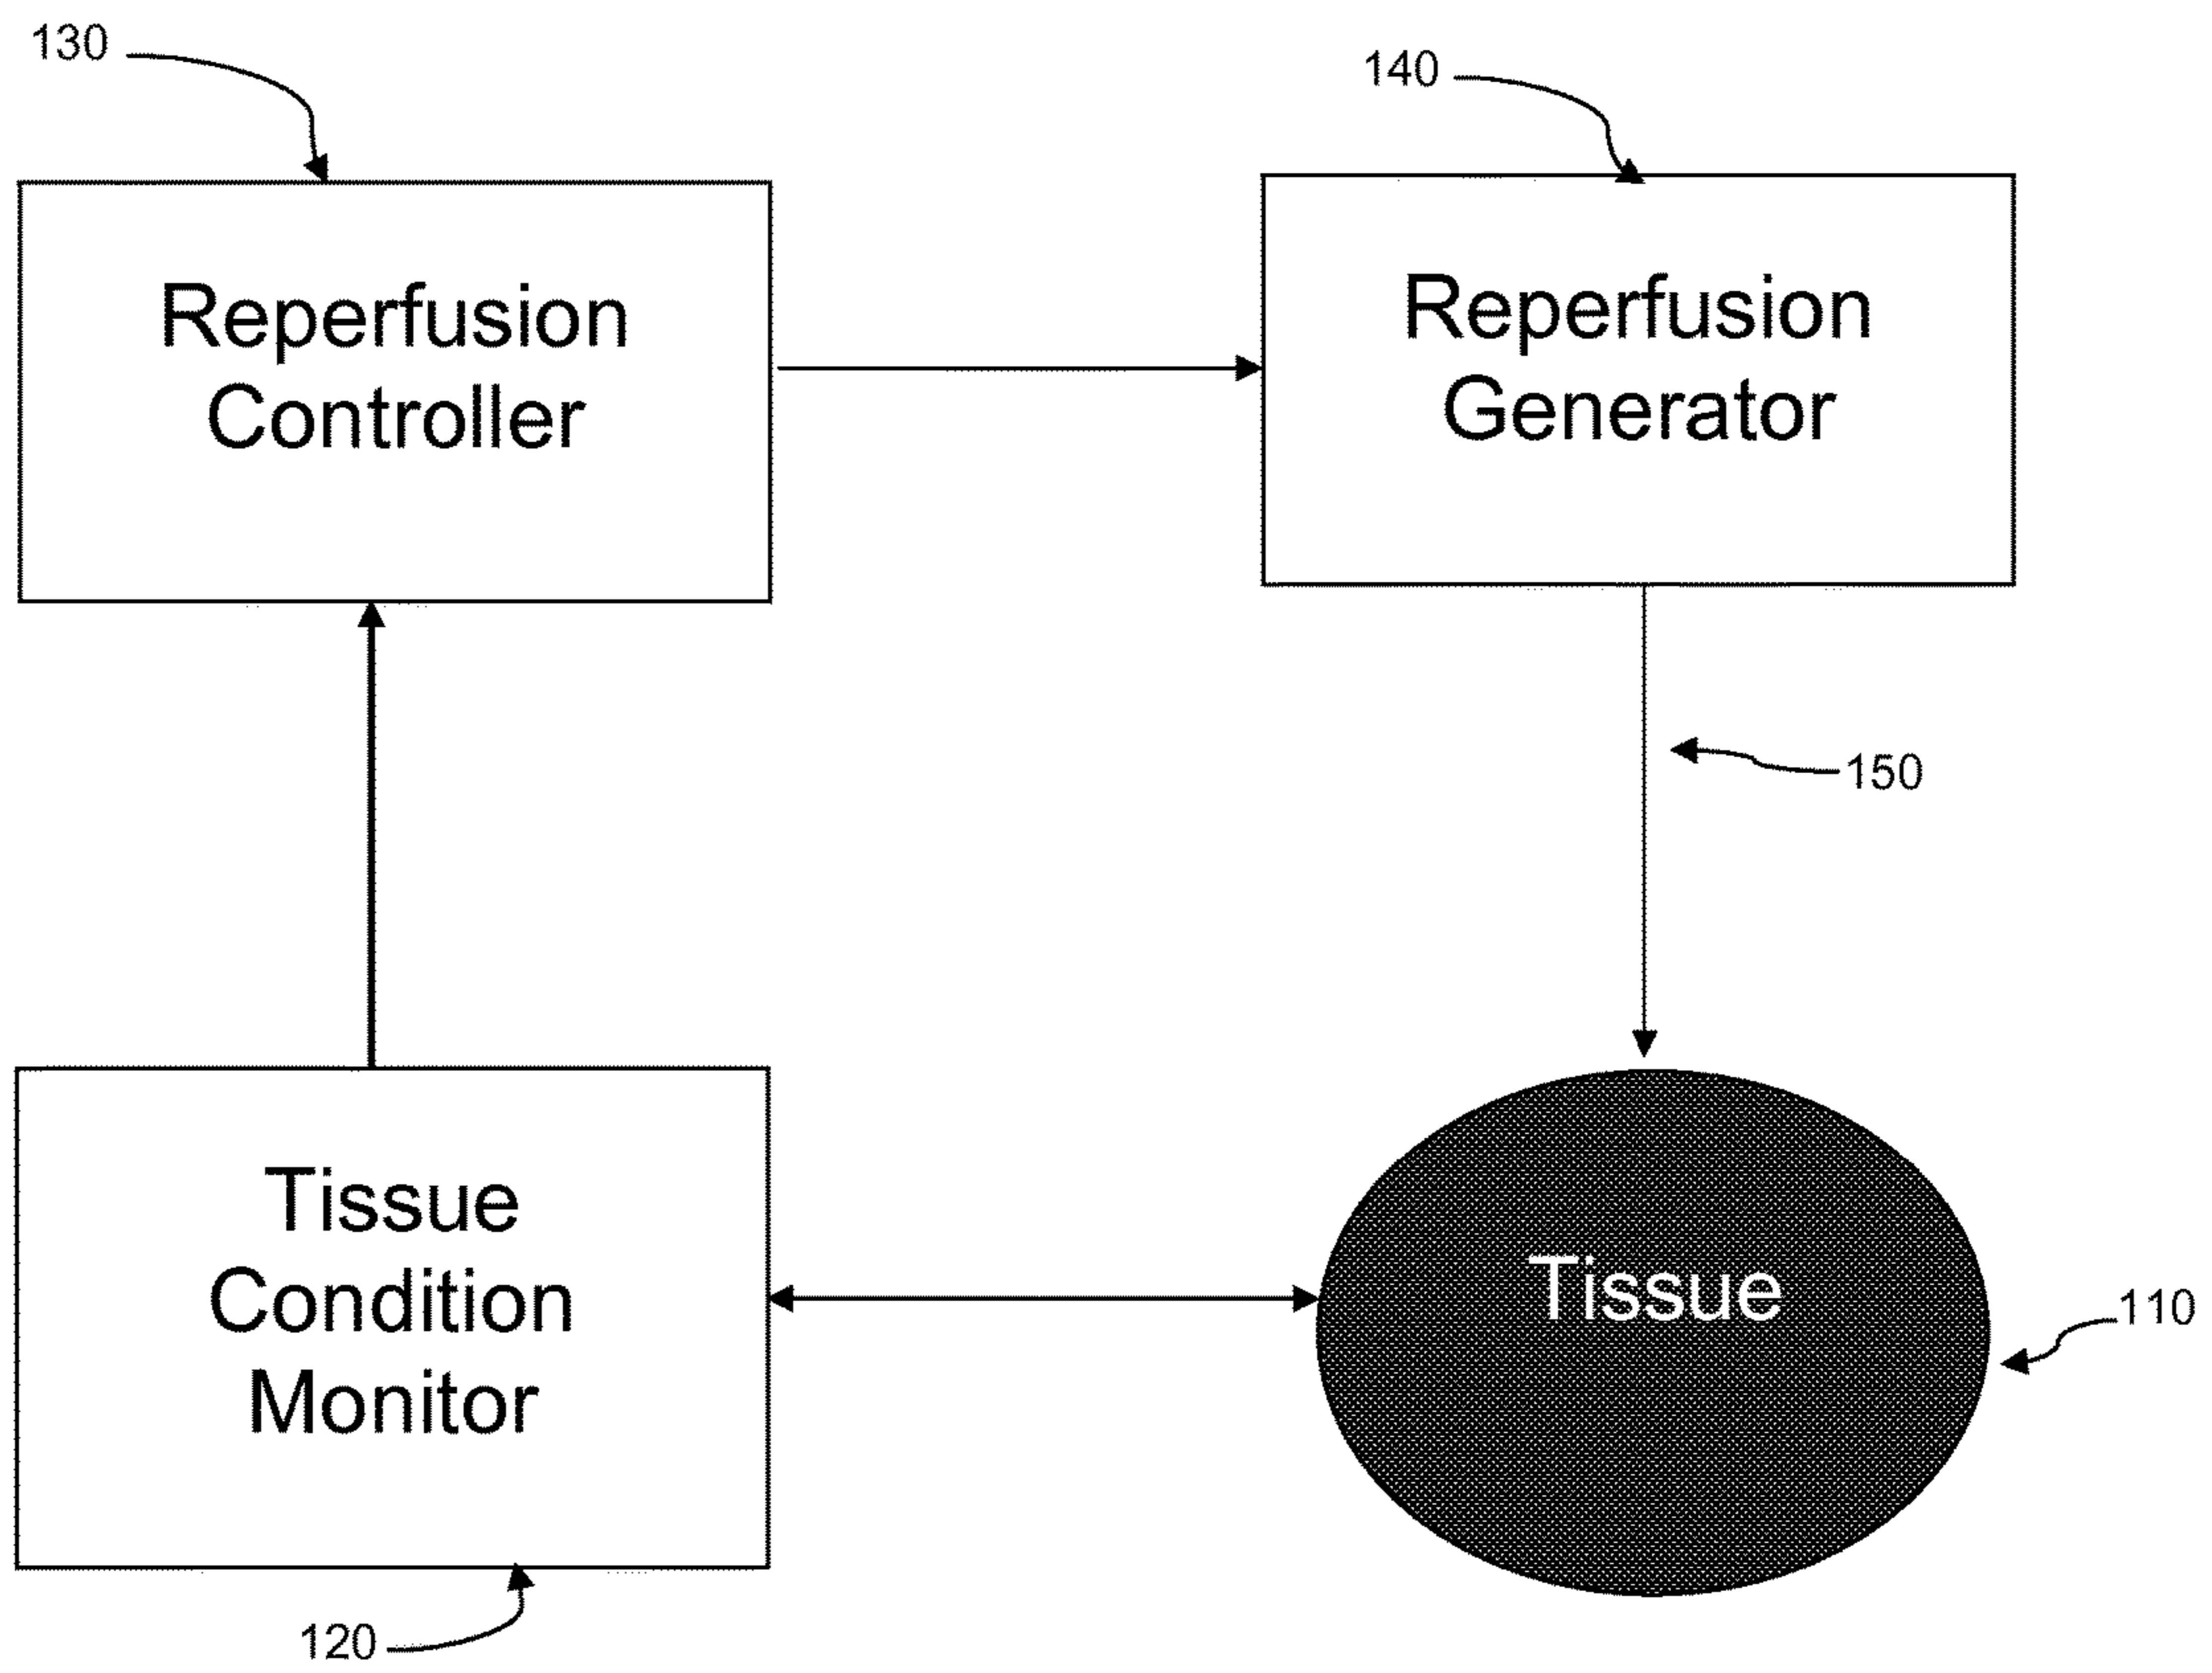 130
140
Reperfusion
Controller
Reperfusion
Generator
150
Tissue
Condition
Monitor
Tissue
110
120